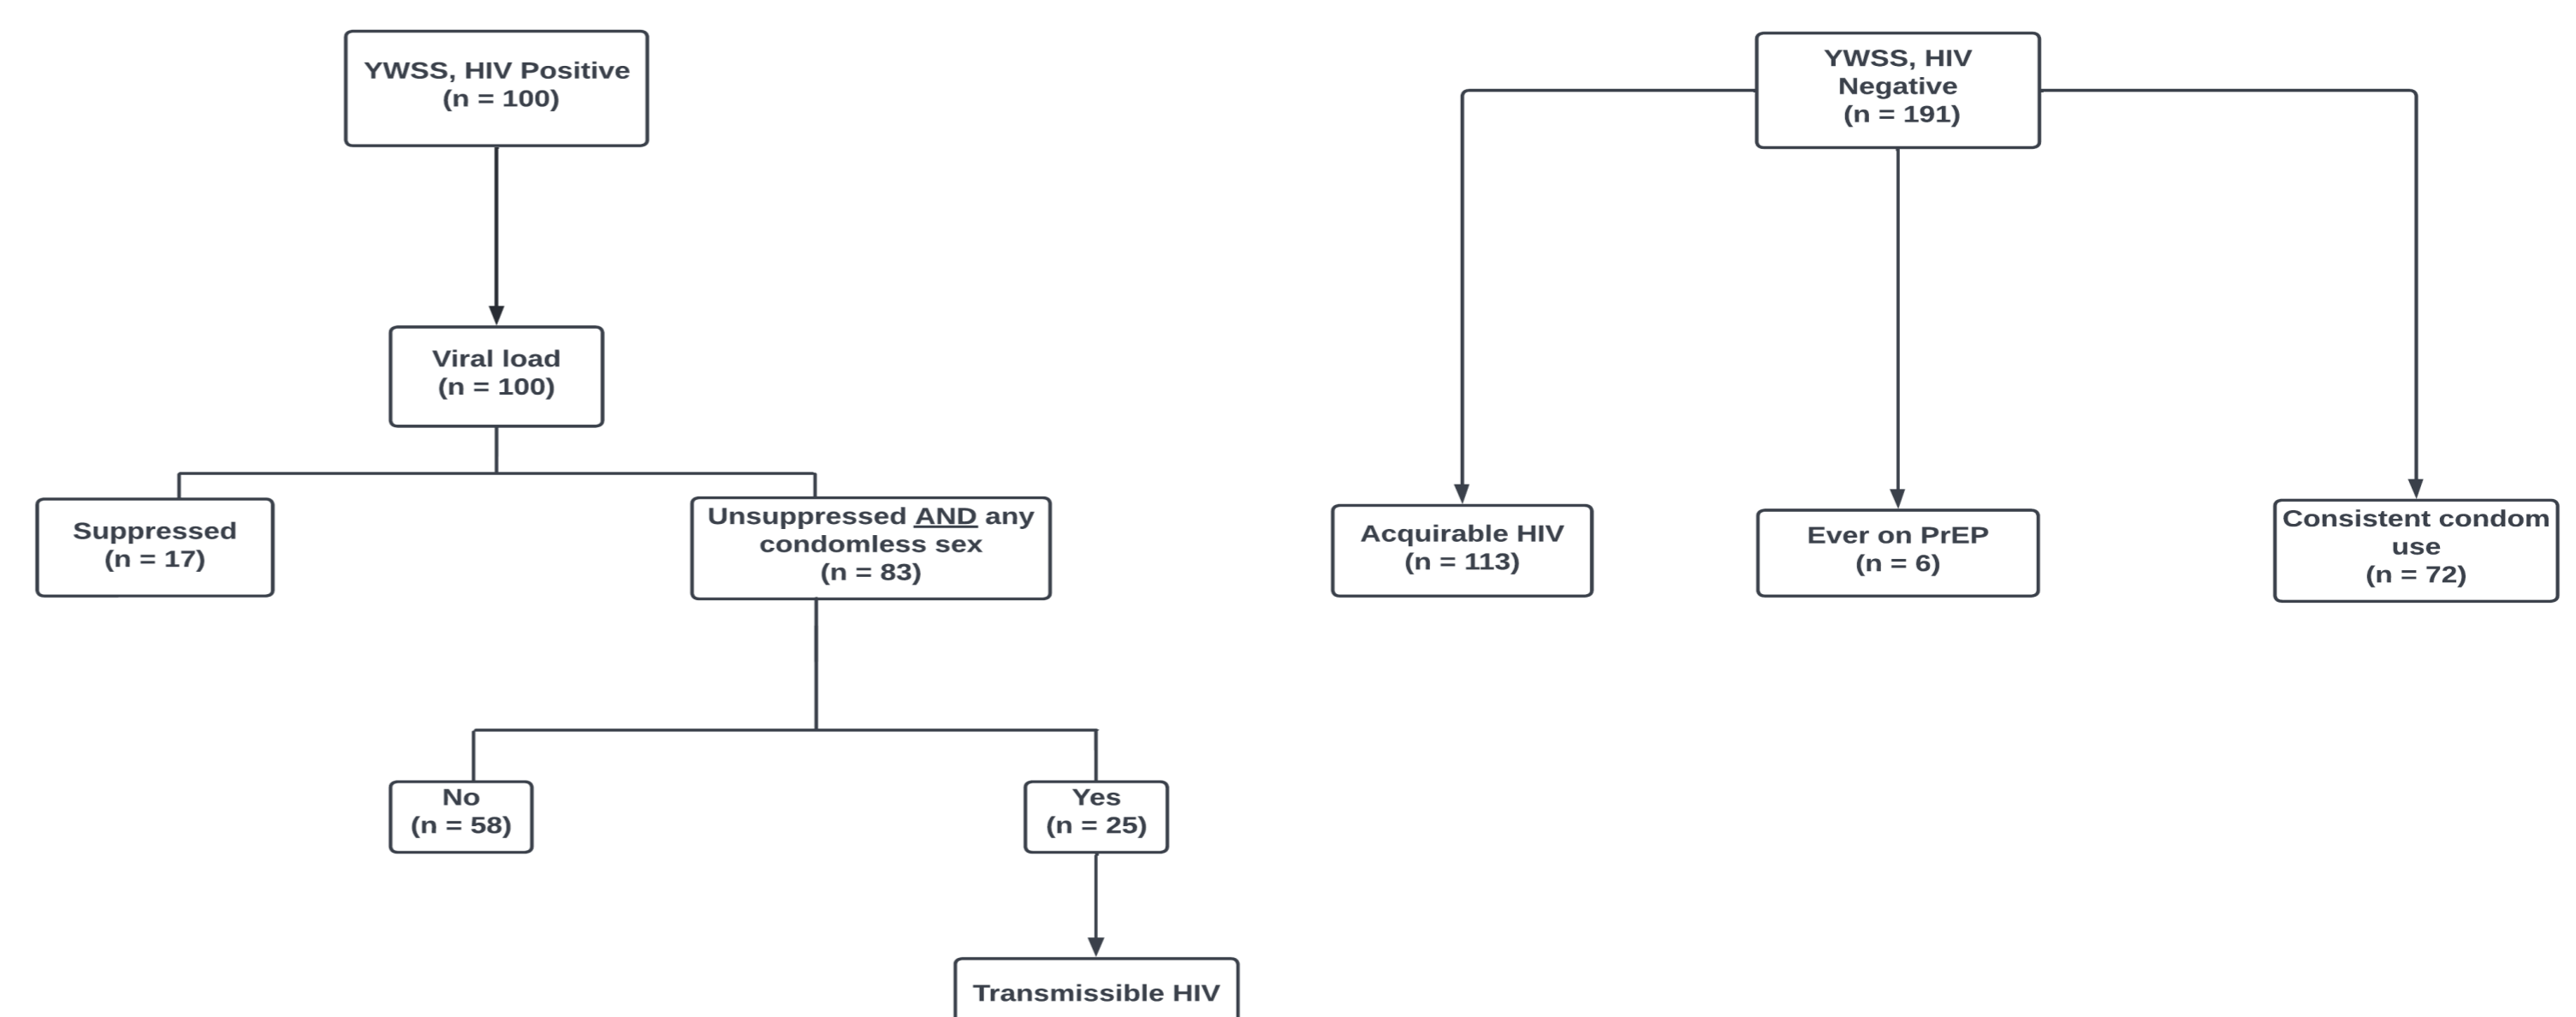 YWSS, HIV Positive
(n = 100)
YWSS, HIV
Negative
(n = 191)
Viral load
(n = 100)
Suppressed
(n = 17)
Unsuppressed AND any
condomless sex
(n = 83)
Acquirable HIV
(n = 113)
Ever on PrEP
(n = 6)
Consistent condom
use
(n = 72)
No
(n = 58)
Yes
(n = 25)
Transmissible HIV